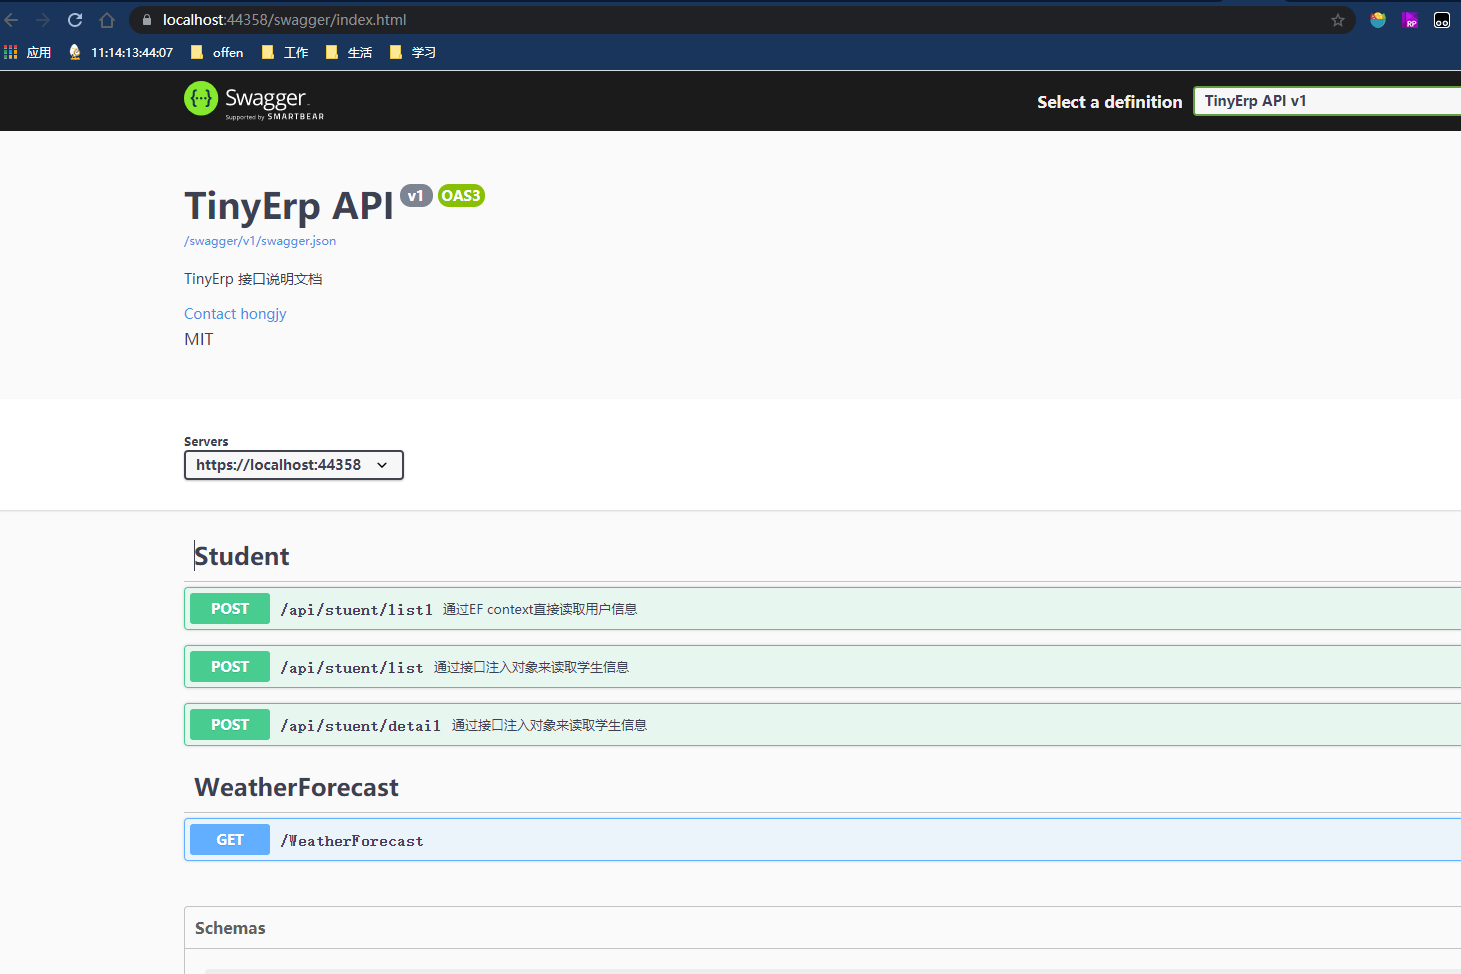 localhost:44358/swagger/index.html
RP
应用 11:14:13:44:07 offen 工作 生活 学习
{···} Swagger Select a definition TinyErp API v1
Supported by SMARTBEAR
TinyErp API v1 OAS3
/swagger/v1/swagger.json
TinyErp 接口说明文档
Contact hongjy
MIT
Servers
https://localhost:44358
Student
POST /api/stuent/list1 通过EF context直接读取用户信息
POST /api/stuent/list 通过接口注入对象来读取学生信息
POST /api/stuent/detail 通过接口注入对象来读取学生信息
WeatherForecast
GET /WeatherForecast
Schemas